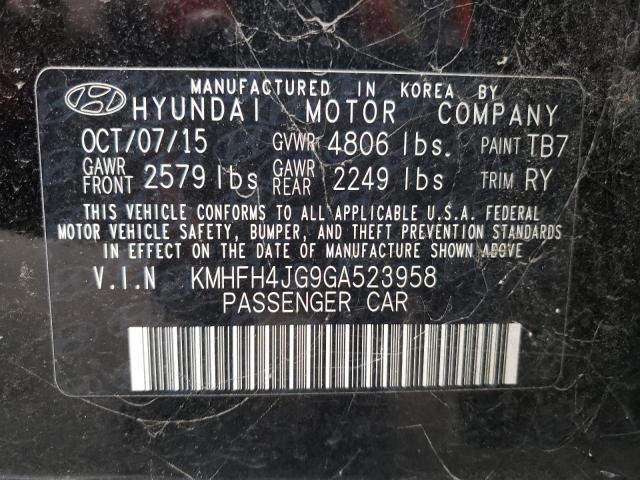 MANUFACTURED IN KOREA BY
HYUNDAI MOTOR COMPANY
OCT/07/15 GVWR 4806 lbs. PAINT TB7
GAWR FRONT 2579 lbs GAWR REAR 2249 lbs TRIM RY
THIS VEHICLE CONFORMS TO ALL APPLICABLE U.S.A. FEDERAL
MOTOR VEHICLE SAFETY, BUMPER, AND THEFT PREVENTION STANDARDS
IN EFFECT ON THE DATE OF MANUFACTURE SHOWN ABOVE.
V.I.N KMHFH4JG9GA523958
PASSENGER CAR